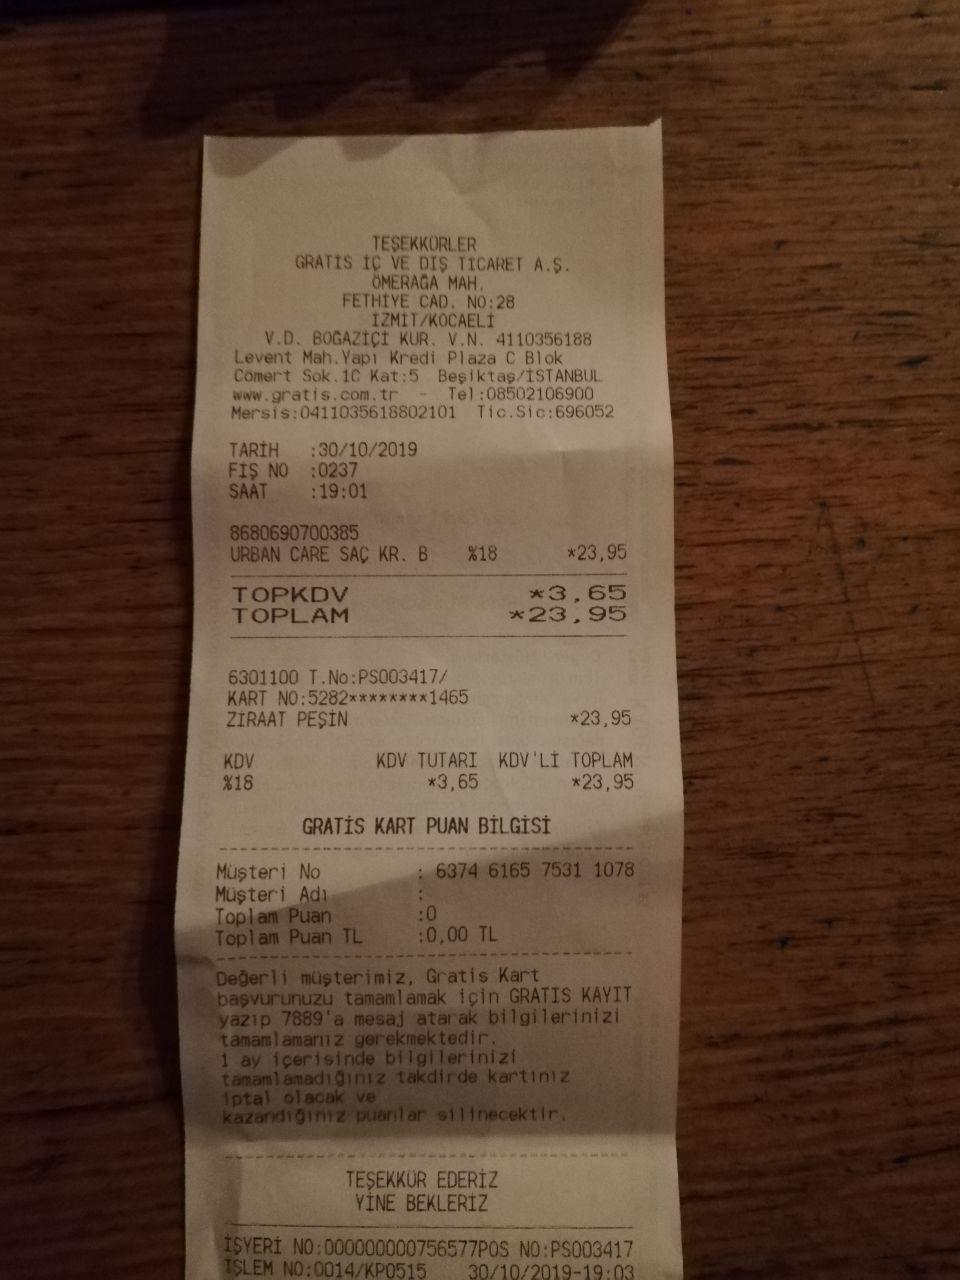 TEŞEKKÜRLER
GRATİS İÇ VE DIŞ TİCARET A.Ş.
ÖMERAĞA MAH.
FETHİYE CAD. NO:28
İZMİT/KOCAELİ
V.D. BOĞAZİÇİ KUR. V.N. 4110356188
Levent Mah.Yapı Kredi Plaza C Blok
Cömert Sok.1C Kat:5 Beşiktaş/İSTANBUL
www.gratis.com.tr - Tel:08502106900
Mersis:0411035618802101 Tic.Sic:696052
TARİH :30/10/2019
FİŞ NO :0237
SAAT :19:01
8680690700385
URBAN CARE SAÇ KR. B %18 *23,95
TOPKDV *3,65
TOPLAM *23,95
6301100 T.No:PS003417/
KART NO:5282********1465
ZİRAAT PEŞİN *23,95
KDV KDV TUTARI KDV'Lİ TOPLAM
%18 *3,65 *23,95
GRATİS KART PUAN BİLGİSİ
Müşteri No : 6374 6165 7531 1078
Müşteri Adı :
Toplam Puan :0
Toplam Puan TL :0,00 TL
Değerli müşterimiz, Gratis Kart
başvurunuzu tamamlamak için GRATIS KAYIT
yazıp 7889'a mesaj atarak bilgilerinizi
tamamlamanız gerekmektedir.
1 ay içerisinde bilgilerinizi
tamamlamadığınız takdirde kartınız
iptal olacak ve
kazandığınız puanlar silinecektir.
TEŞEKKÜR EDERİZ
YİNE BEKLERİZ
İŞYERİ NO:000000000756577POS NO:PS003417
İŞLEM NO:0014/KP0515 30/10/2019-19:03